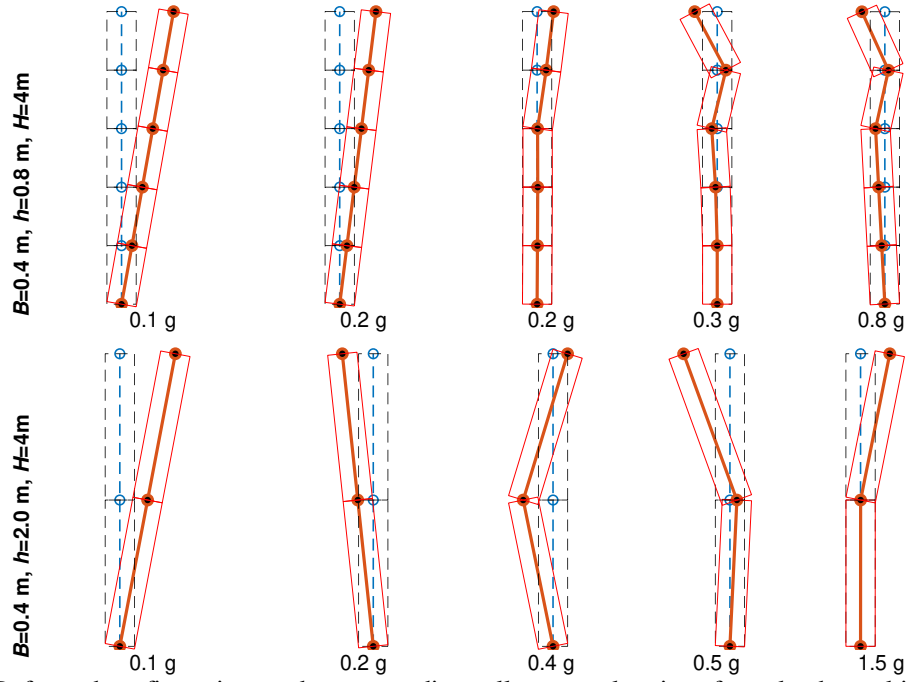 B=0.4 m, h=0.8 m, H=4m
0.1 g
0.2 g
0.2 g
0.3 g
0.8 g
B=0.4 m, h=2.0 m, H=4m
0.1 g
0.2 g
0.4 g
0.5 g
1.5 g